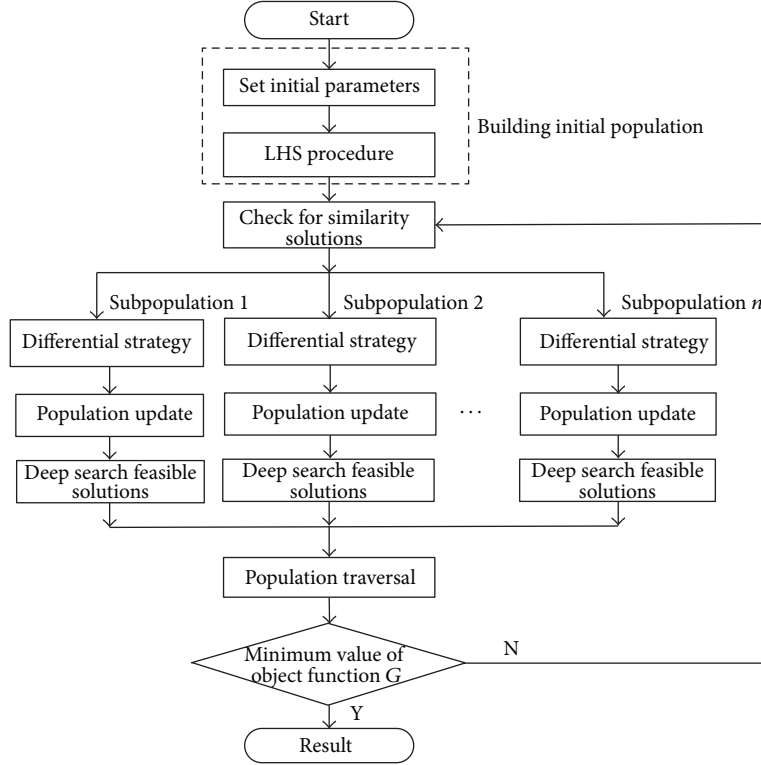 Start
Set initial parameters
Building initial population
LHS procedure
Check for similarity
solutions
Subpopulation 1
Subpopulation 2
Subpopulation n
Differential strategy
Differential strategy
Differential strategy
Population update
Population update
...
Population update
Deep search feasible
solutions
Deep search feasible
solutions
Deep search feasible
solutions
Population traversal
Minimum value of
object function G
N
Y
Result